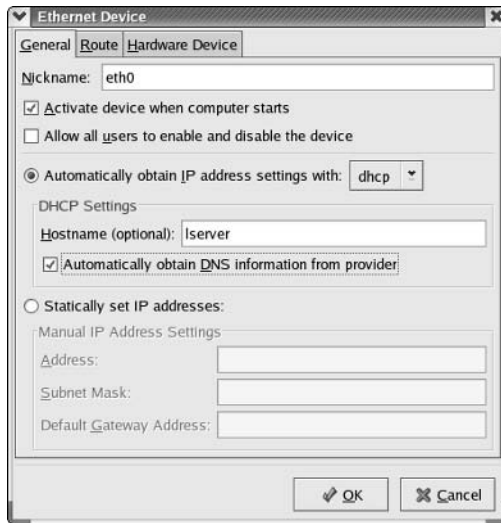 Ethernet Device
General Route Hardware Device
Nickname: eth0
Activate device when computer starts
Allow all users to enable and disable the device
Automatically obtain IP address settings with: dhcp
DHCP Settings
Hostname (optional): lserver
Automatically obtain DNS information from provider
Statically set IP addresses:
Manual IP Address Settings
Address:
Subnet Mask:
Default Gateway Address:
OK Cancel